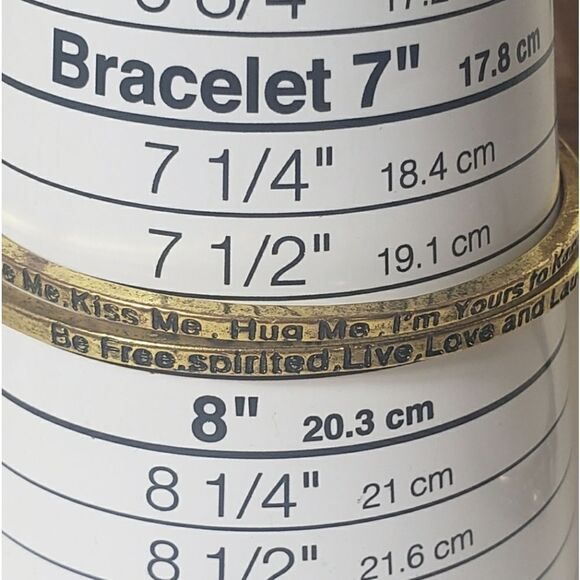 Bracelet 7" 17.8 cm
7 1/4" 18.4 cm
7 1/2" 19.1 cm
Me.Kiss Me. Hug Me. I'm Yours to
Be Free.spirited.Live.Love and
8" 20.3 cm
8 1/4" 21 cm
8 1/2" 21.6 cm